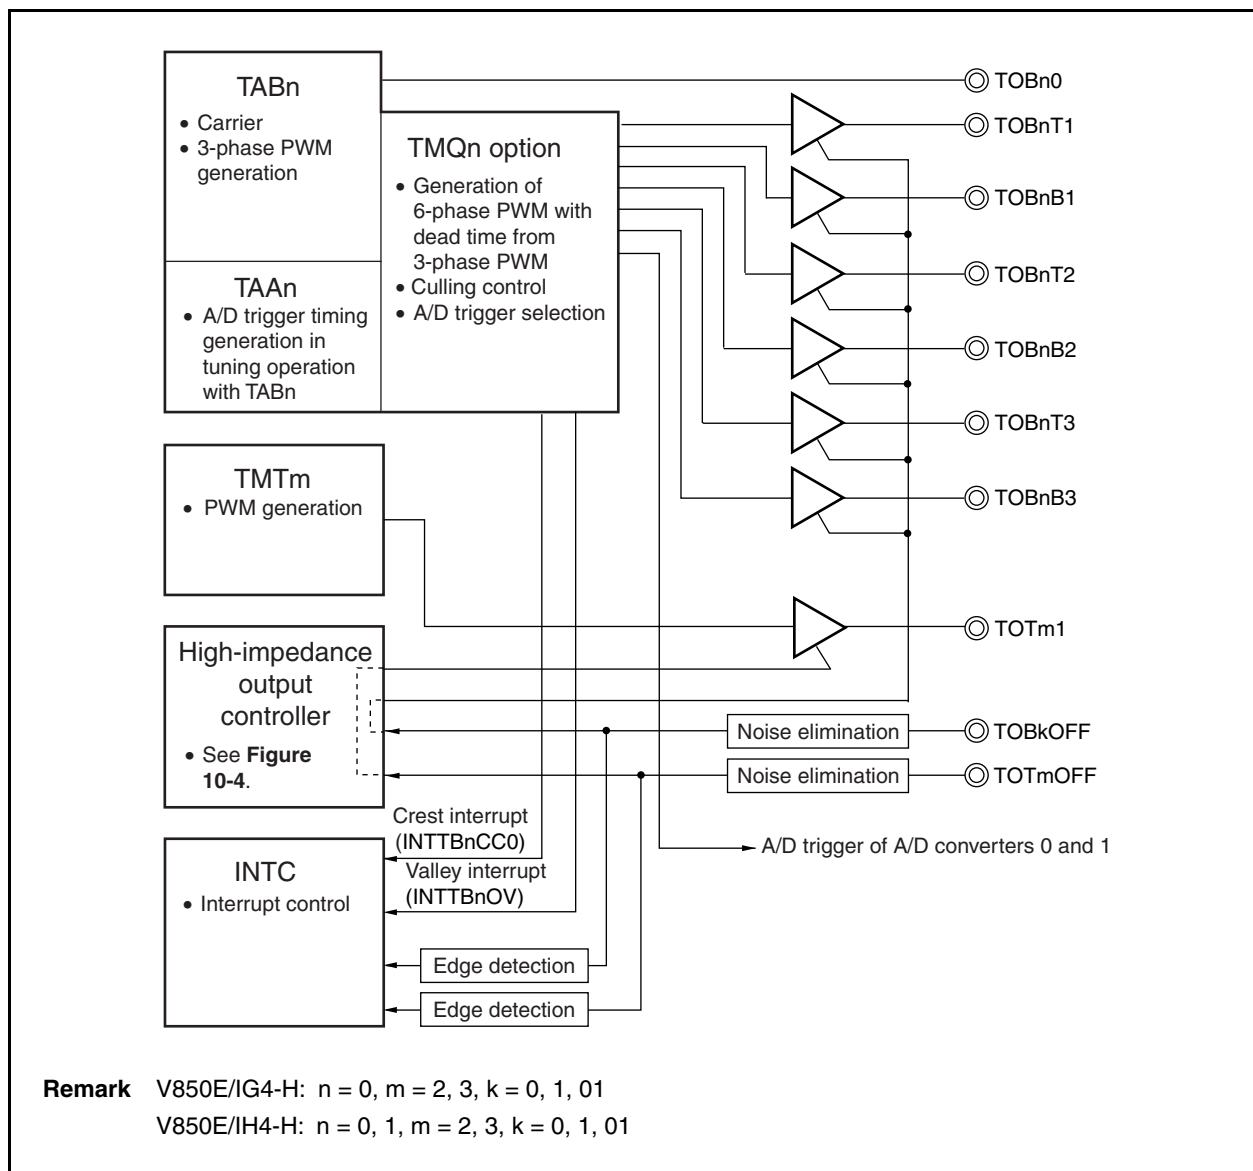 TABn
• Carrier
• 3-phase PWM
generation
TAAn
• A/D trigger timing
generation in
tuning operation
with TABn
TMQn option
• Generation of
6-phase PWM with
dead time from
3-phase PWM
• Culling control
• A/D trigger selection
TOBn0
TOBnT1
TOBnB1
TOBnT2
TOBnB2
TOBnT3
TOBnB3
TMTm
• PWM generation
TOTm1
High-impedance
output
controller
• See Figure
10-4.
Noise elimination
TOBkOFF
Noise elimination
TOTmOFF
Crest interrupt
(INTTBnCC0)
Valley interrupt
(INTTBnOV)
A/D trigger of A/D converters 0 and 1
INTC
• Interrupt control
Edge detection
Edge detection
Remark V850E/IG4-H: n = 0, m = 2, 3, k = 0, 1, 01
V850E/IH4-H: n = 0, 1, m = 2, 3, k = 0, 1, 01